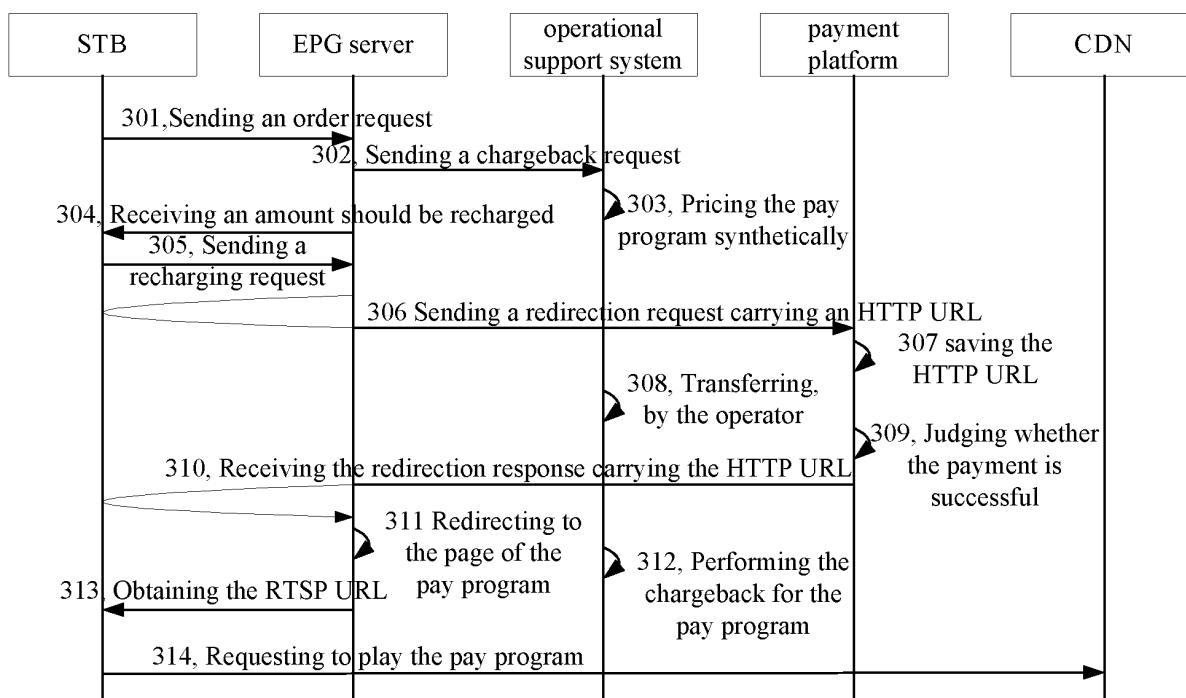 STB
EPG server
operational
support system
payment
platform
CDN
301,Sending an order request
302, Sending a chargeback request
303, Pricing the pay
program synthetically
304, Receiving an amount should be recharged
305, Sending a
recharging request
306 Sending a redirection request carrying an HTTP URL
307 saving the
HTTP URL
308, Transferring,
by the operator
309, Judging whether
the payment is
successful
310, Receiving the redirection response carrying the HTTP URL
311 Redirecting to
the page of the
pay program
312, Performing the
chargeback for the
pay program
313, Obtaining the RTSP URL
314, Requesting to play the pay program